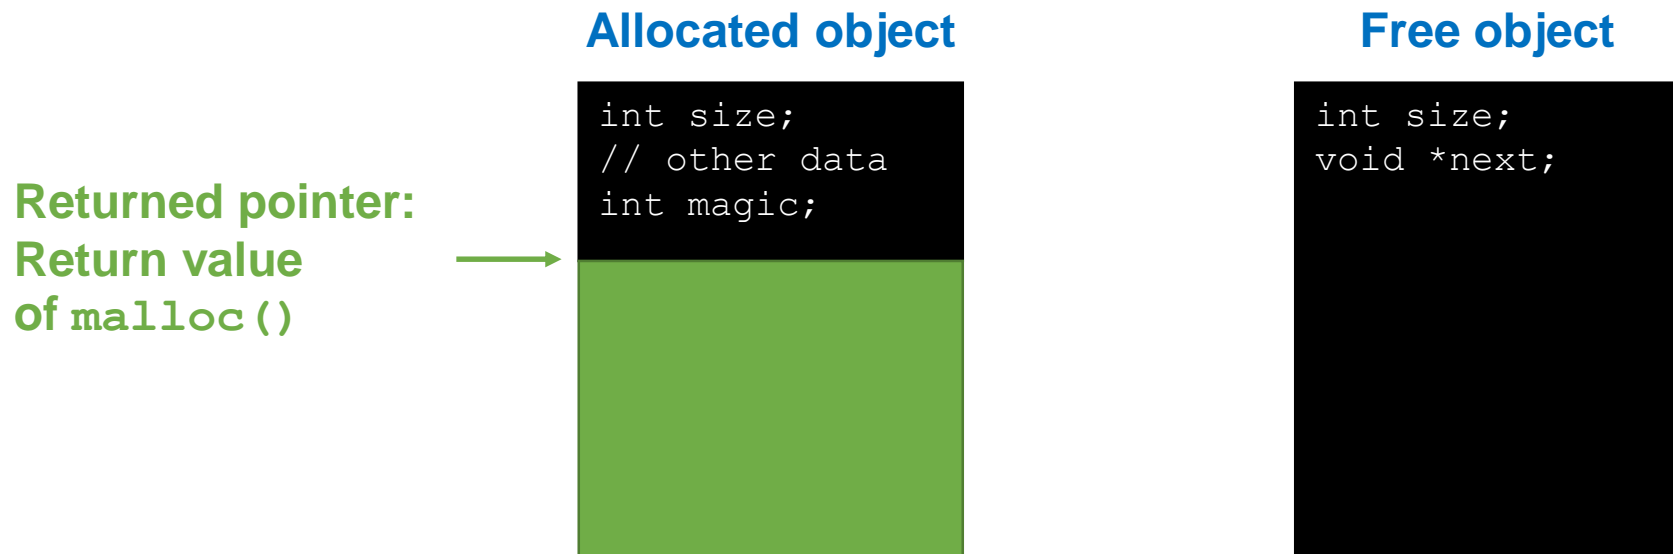 Allocated object
Free object
int size;
// other data
int magic;
int size;
void *next;
Returned pointer:
Return value
of malloc()